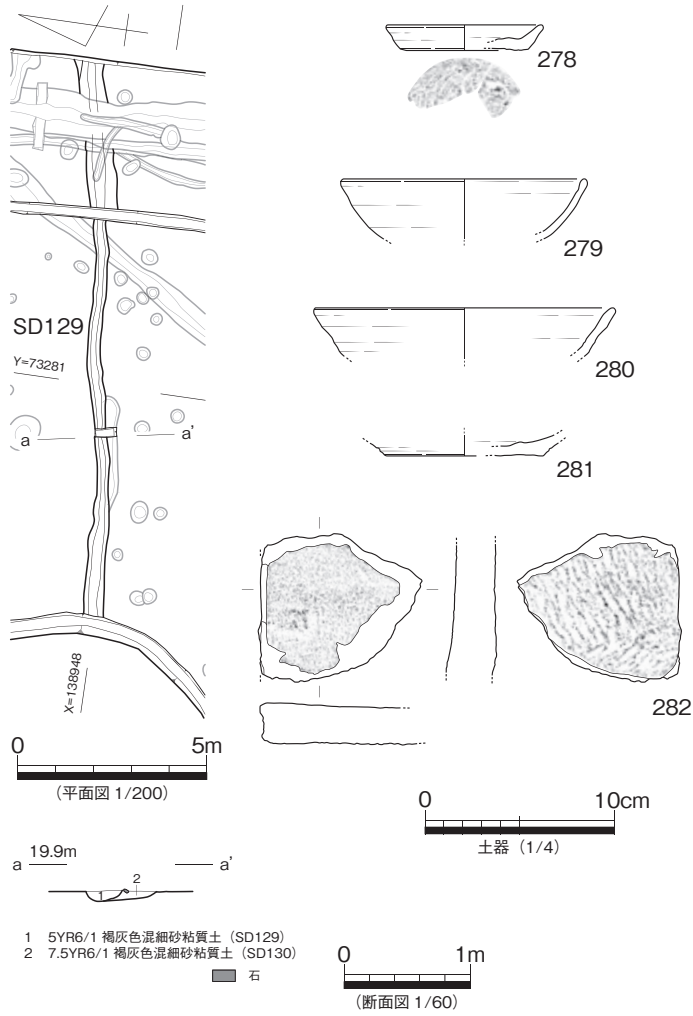 278
279
SD129
Y=73281
280
a a'
281
X=138948
282
0 5m
(平面図 1/200)
0 10cm
土器(1/4)
a 19.9m a'
2
1
1 5YR6/1 褐灰色混細砂粘質土(SD129)
2 7.5YR6/1 褐灰色混細砂粘質土(SD130)
石
0 1m
(断面図 1/60)